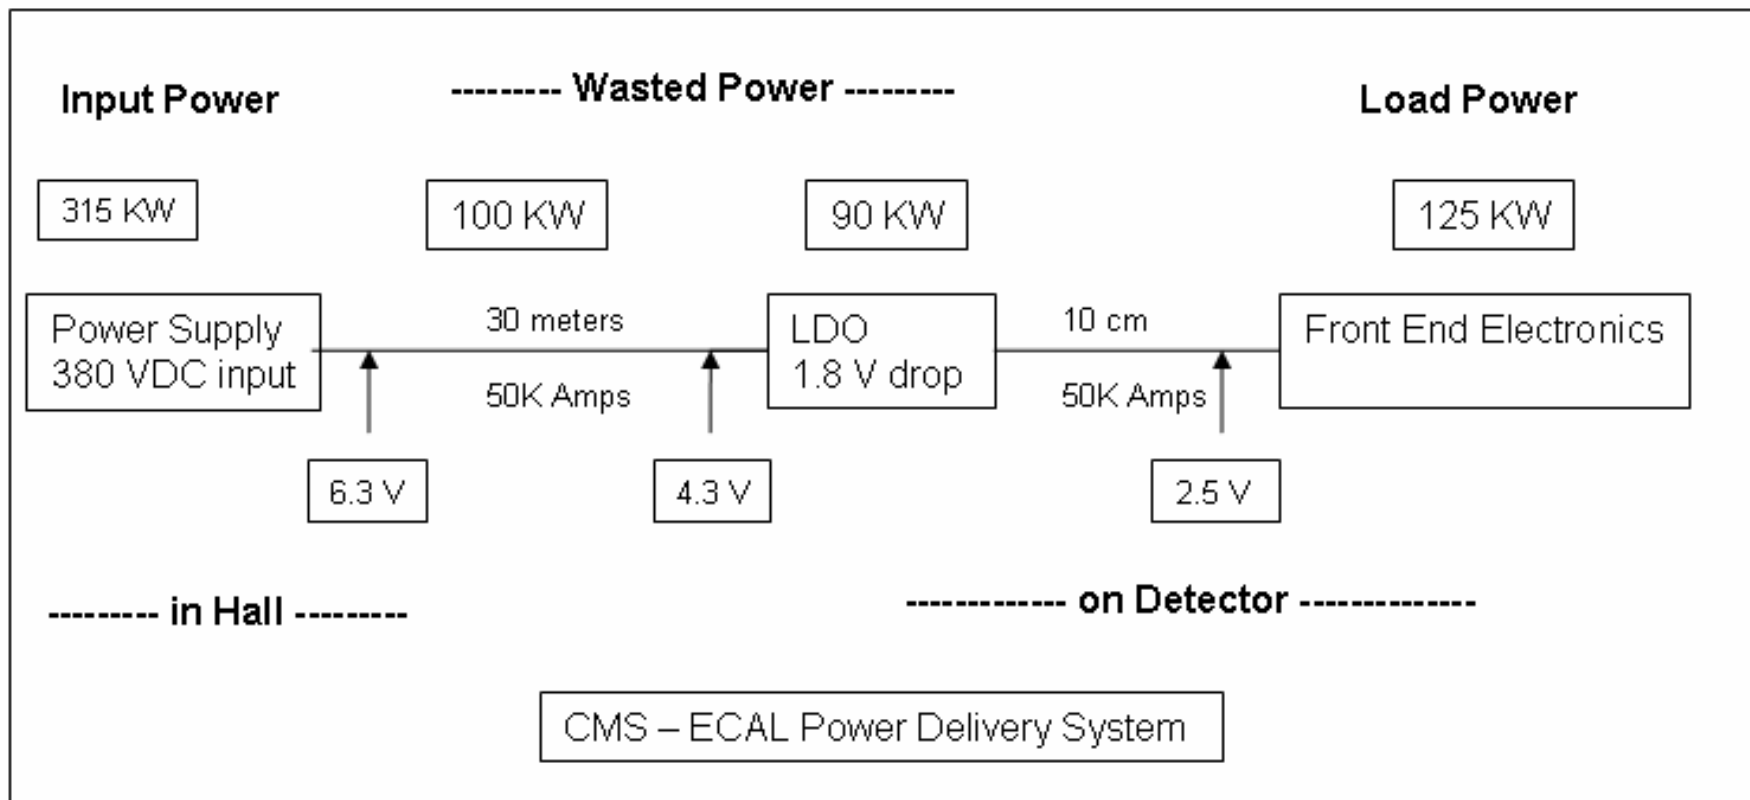 Input Power
--------- Wasted Power ---------
Load Power
315 KW
100 KW
90 KW
125 KW
Power Supply
380 VDC input
30 meters
50K Amps
LDO
1.8 V drop
10 cm
50K Amps
Front End Electronics
6.3 V
4.3 V
2.5 V
--------- in Hall ---------
------------- on Detector --------------
CMS – ECAL Power Delivery System